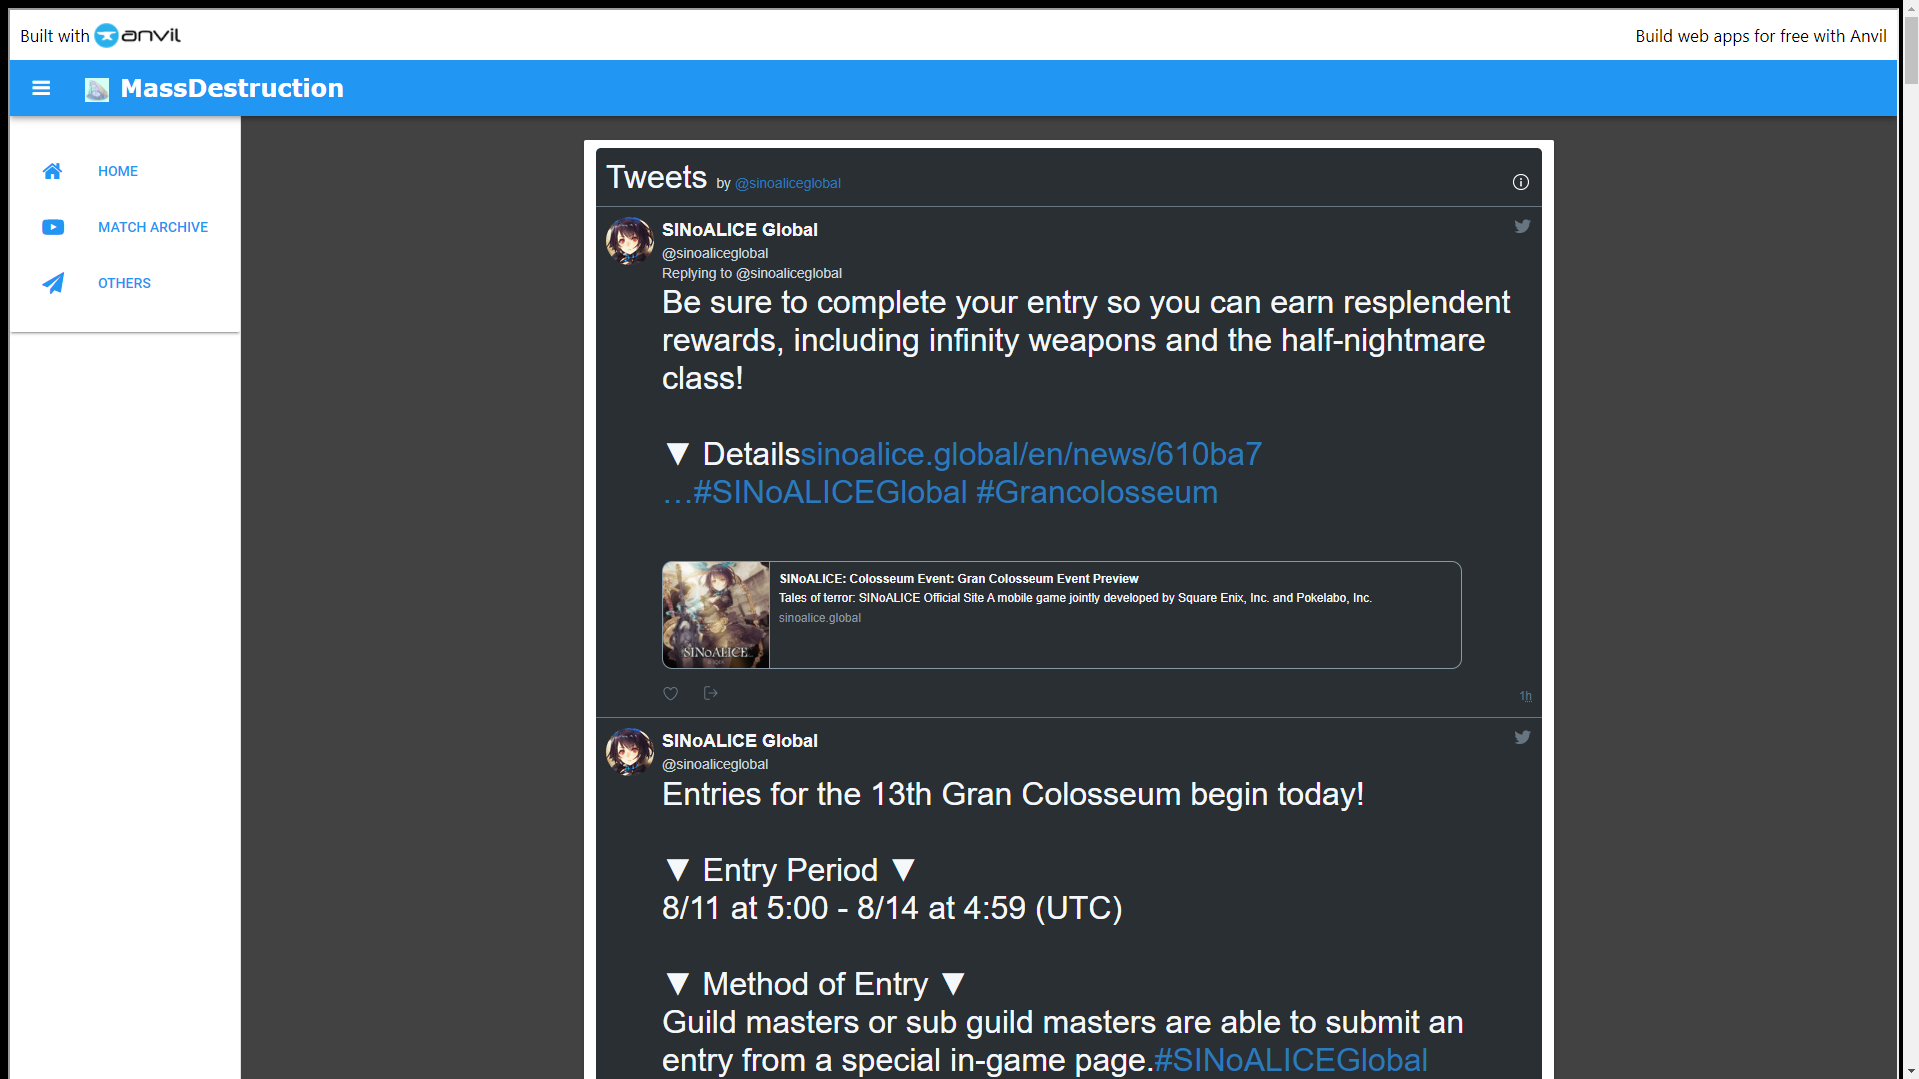 Built with anvil
Build web apps for free with Anvil
MassDestruction
HOME
MATCH ARCHIVE
OTHERS
Tweets by @sinoaliceglobal
SINoALICE Global
@sinoaliceglobal
Replying to @sinoaliceglobal
Be sure to complete your entry so you can earn resplendent
rewards, including infinity weapons and the half-nightmare
class!
▼ Detailssinoalice.global/en/news/610ba7
…#SINoALICEGlobal #Grancolosseum
SINoALICE
SINoALICE: Colosseum Event: Gran Colosseum Event Preview
Tales of terror: SINoALICE Official Site A mobile game jointly developed by Square Enix, Inc. and Pokelabo, Inc.
sinoalice.global
1h
SINoALICE Global
@sinoaliceglobal
Entries for the 13th Gran Colosseum begin today!
▼ Entry Period ▼
8/11 at 5:00 - 8/14 at 4:59 (UTC)
▼ Method of Entry ▼
Guild masters or sub guild masters are able to submit an
entry from a special in-game page.#SINoALICEGlobal